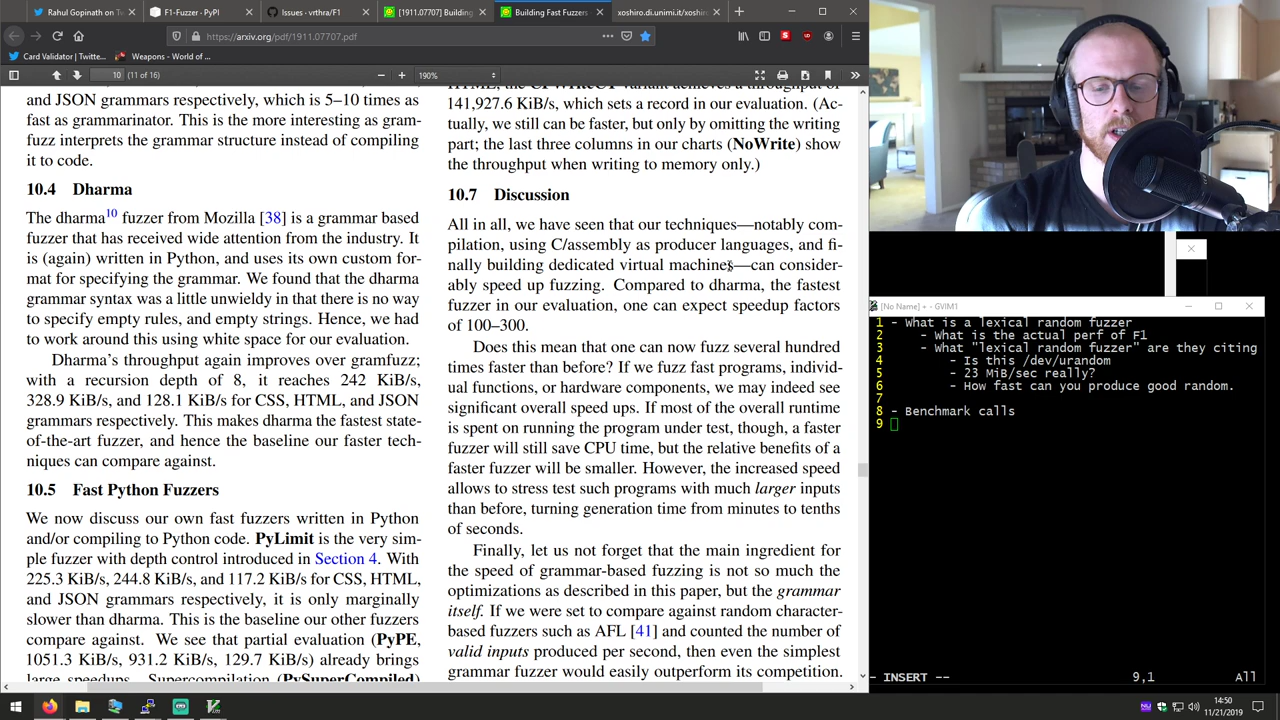 Rahul Gopinath on Tw
F1-Fuzzer · PyPI
Issues · vrthra/F1
[1911.07707] Building
Building Fast Fuzzers
xoshiro.di.unimi.it/xoshiro
https://arxiv.org/pdf/1911.07707.pdf
Card Validator | Twitt...
Weapons - World of ...
10
(11 of 16)
190%
and JSON grammars respectively, which is 5–10 times as
fast as grammarinator. This is the more interesting as gram-
fuzz interprets the grammar structure instead of compiling
it to code.
10.4 Dharma
The dharma10 fuzzer from Mozilla [38] is a grammar based
fuzzer that has received wide attention from the industry. It
is (again) written in Python, and uses its own custom for-
mat for specifying the grammar. We found that the dharma
grammar syntax was a little unwieldy in that there is no way
to specify empty rules, or empty strings. Hence, we had
to work around this using white space for our evaluation.
Dharma's throughput again improves over gramfuzz,
with a recursion depth of 8, it reaches 242 KiB/s,
328.9 KiB/s, and 128.1 KiB/s for CSS, HTML, and JSON
grammars respectively. This makes dharma the fastest state-
of-the-art fuzzer, and hence the baseline our faster tech-
niques can compare against.
10.5 Fast Python Fuzzers
We now discuss our own fast fuzzers written in Python
and/or compiling to Python code. PyLimit is the very sim-
ple fuzzer with depth control introduced in Section 4. With
225.3 KiB/s, 244.8 KiB/s, and 117.2 KiB/s for CSS, HTML,
and JSON grammars respectively, it is only marginally
slower than dharma. This is the baseline our other fuzzers
compare against. We see that partial evaluation (PyPE,
1051.3 KiB/s, 931.2 KiB/s, 129.7 KiB/s) already brings
large speedups. Supercompilation (PySuperCompiled)
HTML, the CPWriteCT variant achieves a throughput of
141,927.6 KiB/s, which sets a record in our evaluation. (Ac-
tually, we still can be faster, but only by omitting the writing
part; the last three columns in our charts (NoWrite) show
the throughput when writing to memory only.)
10.7 Discussion
All in all, we have seen that our techniques—notably com-
pilation, using C/assembly as producer languages, and fi-
nally building dedicated virtual machines—can consider-
ably speed up fuzzing. Compared to dharma, the fastest
fuzzer in our evaluation, one can expect speedup factors
of 100–300.
Does this mean that one can now fuzz several hundred
times faster than before? If we fuzz fast programs, individ-
ual functions, or hardware components, we may indeed see
significant overall speed ups. If most of the overall runtime
is spent on running the program under test, though, a faster
fuzzer will still save CPU time, but the relative benefits of a
faster fuzzer will be smaller. However, the increased speed
allows to stress test such programs with much larger inputs
than before, turning generation time from minutes to tenths
of seconds.
Finally, let us not forget that the main ingredient for
the speed of grammar-based fuzzing is not so much the
optimizations as described in this paper, but the grammar
itself. If we were set to compare against random character-
based fuzzers such as AFL [41] and counted the number of
valid inputs produced per second, then even the simplest
grammar fuzzer would easily outperform its competition.
[No Name] + - GVIM1
1 - What is a lexical random fuzzer
2 - What is the actual perf of F1
3 - What "lexical random fuzzer" are they citing
4 - Is this /dev/urandom
5 - 23 MiB/sec really?
6 - How fast can you produce good random.
7
8 - Benchmark calls
9
-- INSERT --
9,1
All
14:50
11/21/2019